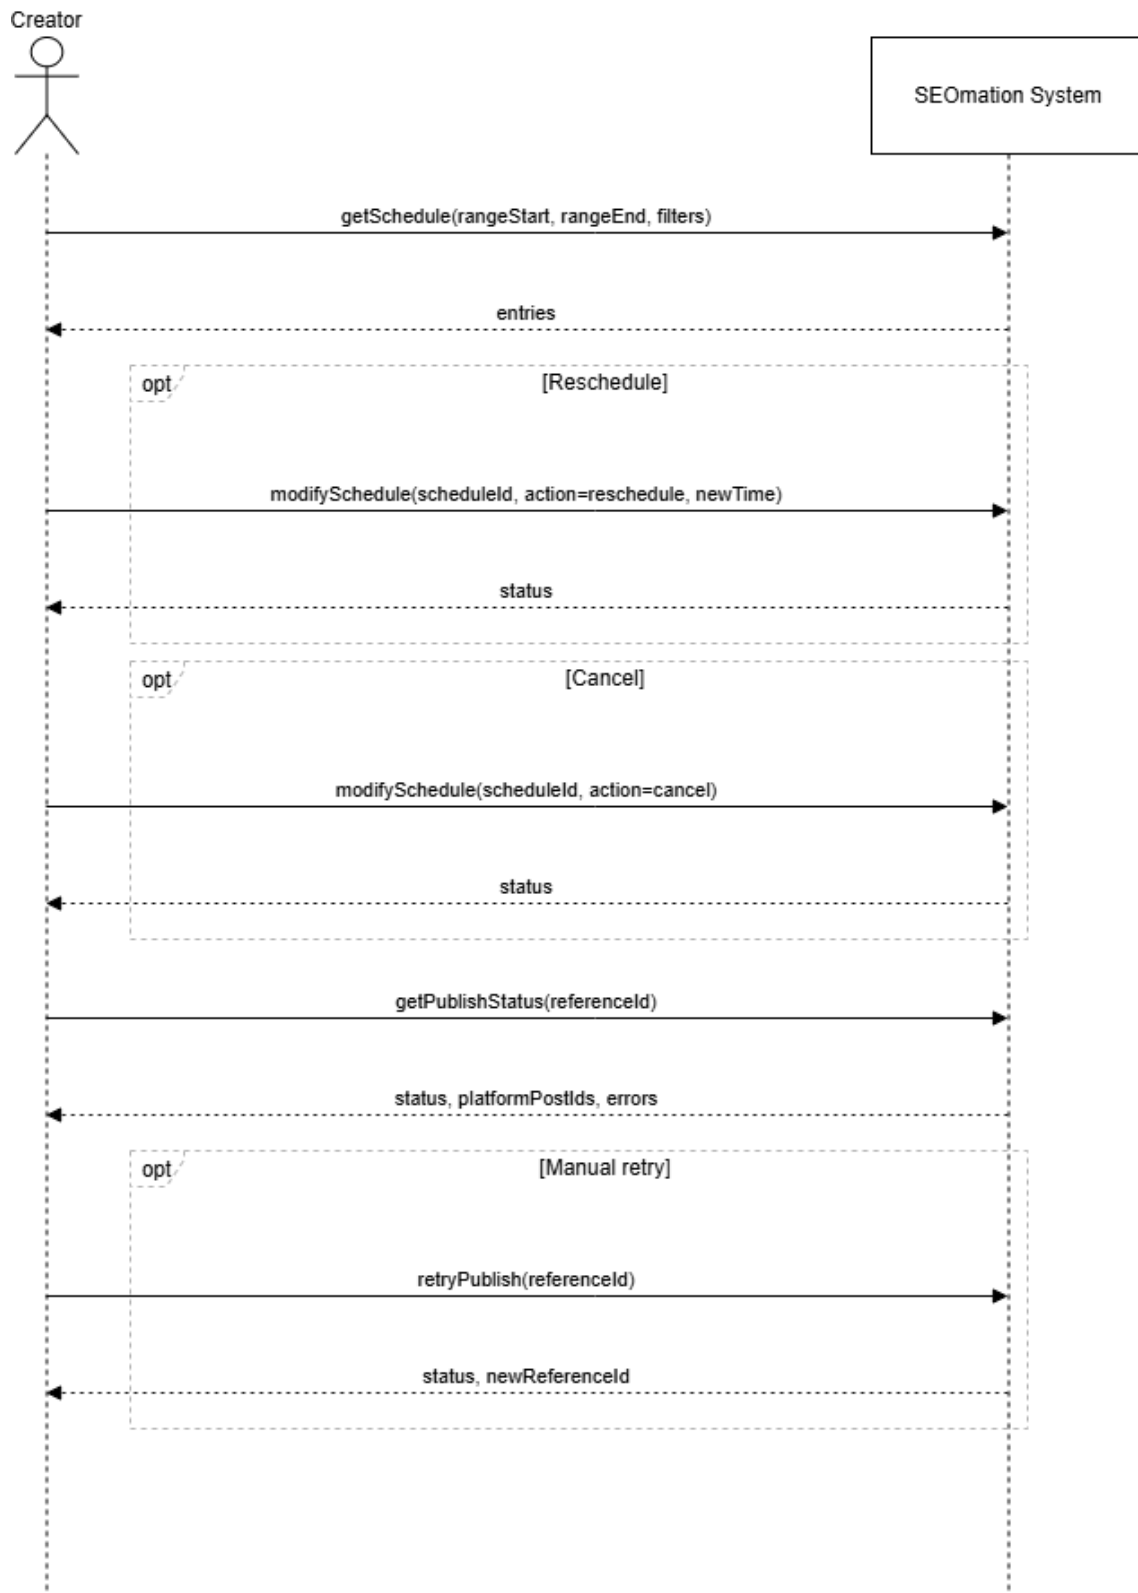 Creator
SEOmation System
getSchedule(rangeStart, rangeEnd, filters)
entries
opt
[Reschedule]
modifySchedule(scheduleId, action=reschedule, newTime)
status
opt
[Cancel]
modifySchedule(scheduleId, action=cancel)
status
getPublishStatus(referenceId)
status, platformPostIds, errors
opt
[Manual retry]
retryPublish(referenceId)
status, newReferenceId